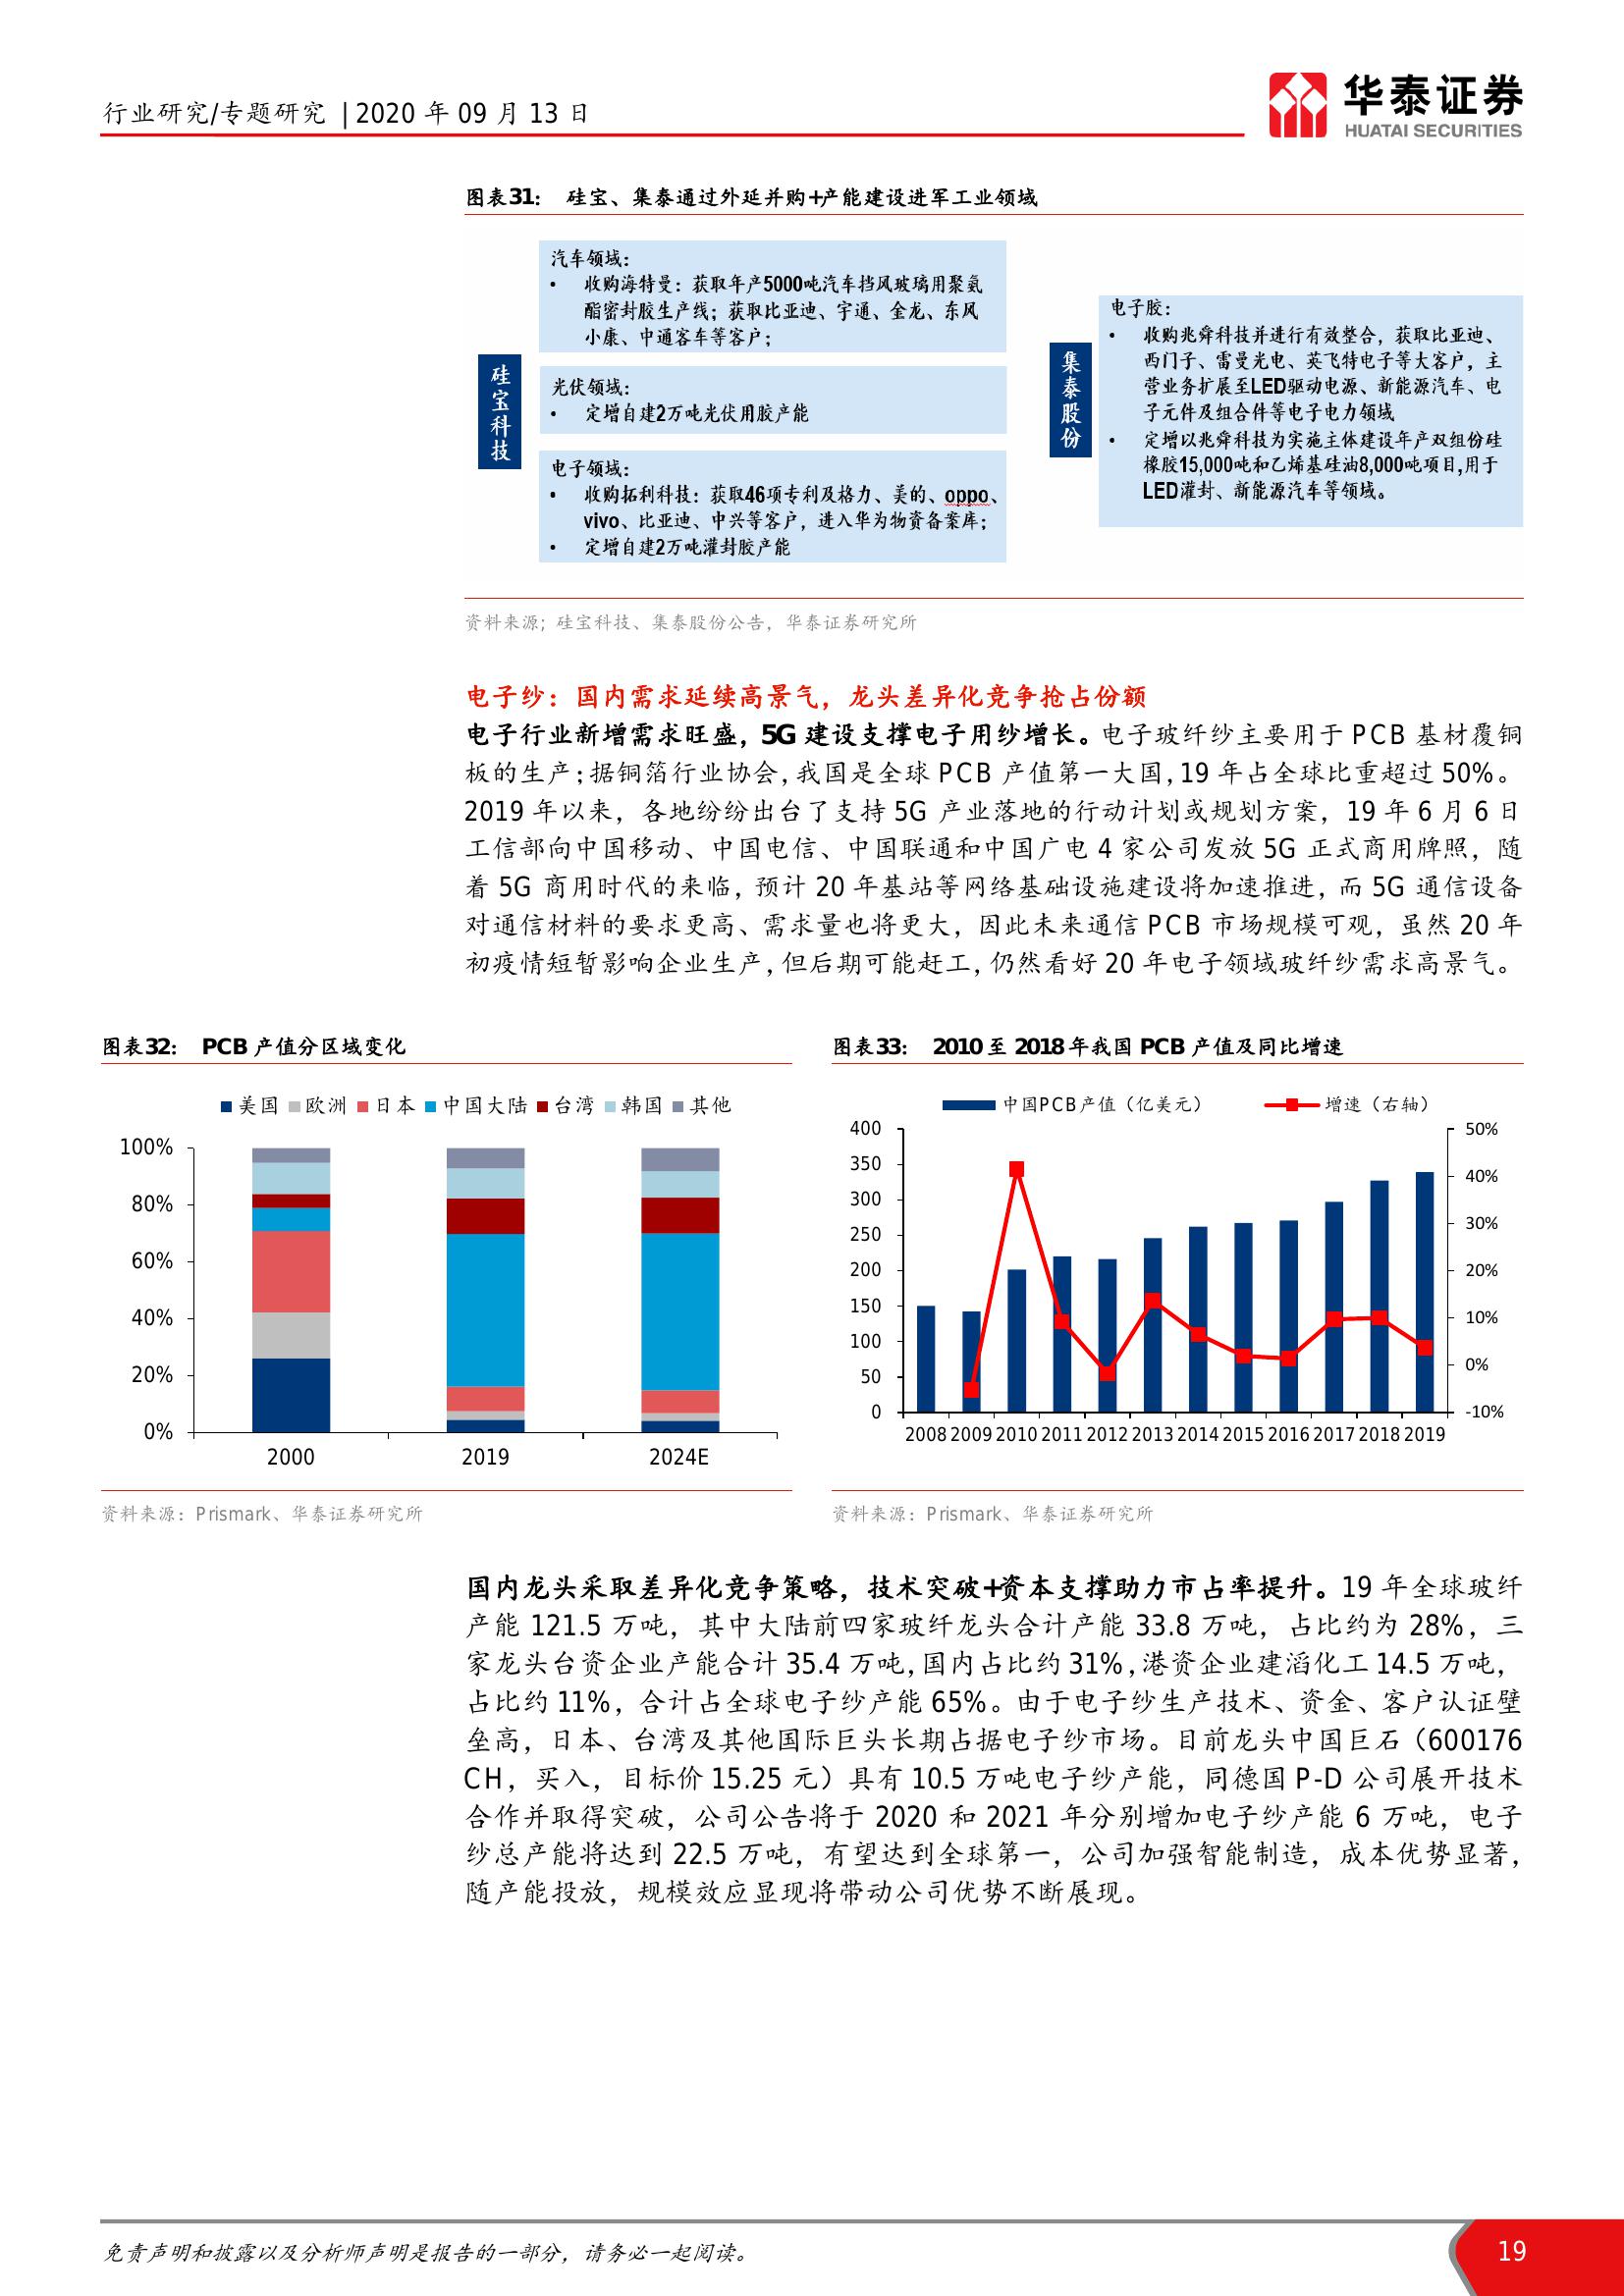 行业研究/专题研究 | 2020 年 09 月 13 日
华泰证券
HUATAI SECURITIES
图表31： 硅宝、集泰通过外延并购+产能建设进军工业领域
硅宝科技
汽车领域：
• 收购海特曼：获取年产5000吨汽车挡风玻璃用聚氨
酯密封胶生产线；获取比亚迪、宇通、金龙、东风
小康、中通客车等客户；
光伏领域：
• 定增自建2万吨光伏用胶产能
电子领域：
• 收购拓利科技：获取46项专利及格力、美的、oppo、
vivo、比亚迪、中兴等客户，进入华为物资备案库；
• 定增自建2万吨灌封胶产能
集泰股份
电子胶：
• 收购兆舜科技并进行有效整合，获取比亚迪、
西门子、雷曼光电、英飞特电子等大客户，主
营业务扩展至LED驱动电源、新能源汽车、电
子元件及组合件等电子电力领域
• 定增以兆舜科技为实施主体建设年产双组份硅
橡胶15,000吨和乙烯基硅油8,000吨项目,用于
LED灌封、新能源汽车等领域。
资料来源；硅宝科技、集泰股份公告，华泰证券研究所
电子纱：国内需求延续高景气，龙头差异化竞争抢占份额
电子行业新增需求旺盛，5G 建设支撑电子用纱增长。电子玻纤纱主要用于 PCB 基材覆铜
板的生产；据铜箔行业协会，我国是全球 PCB 产值第一大国，19 年占全球比重超过 50%。
2019 年以来，各地纷纷出台了支持 5G 产业落地的行动计划或规划方案，19 年 6 月 6 日
工信部向中国移动、中国电信、中国联通和中国广电 4 家公司发放 5G 正式商用牌照，随
着 5G 商用时代的来临，预计 20 年基站等网络基础设施建设将加速推进，而 5G 通信设备
对通信材料的要求更高、需求量也将更大，因此未来通信 PCB 市场规模可观，虽然 20 年
初疫情短暂影响企业生产，但后期可能赶工，仍然看好 20 年电子领域玻纤纱需求高景气。
图表32： PCB 产值分区域变化
美国 欧洲 日本 中国大陆 台湾 韩国 其他
100%
80%
60%
40%
20%
0%
2000 2019 2024E
资料来源：Prismark、华泰证券研究所
图表33： 2010 至 2018 年我国 PCB 产值及同比增速
中国PCB产值（亿美元） 增速（右轴）
400 50%
350 40%
300 30%
250
200 20%
150 10%
100 0%
50
0 -10%
2008 2009 2010 2011 2012 2013 2014 2015 2016 2017 2018 2019
资料来源：Prismark、华泰证券研究所
国内龙头采取差异化竞争策略，技术突破+资本支撑助力市占率提升。19 年全球玻纤
产能 121.5 万吨，其中大陆前四家玻纤龙头合计产能 33.8 万吨，占比约为 28%，三
家龙头台资企业产能合计 35.4 万吨，国内占比约 31%，港资企业建滔化工 14.5 万吨，
占比约 11%，合计占全球电子纱产能 65%。由于电子纱生产技术、资金、客户认证壁
垒高，日本、台湾及其他国际巨头长期占据电子纱市场。目前龙头中国巨石（600176
CH，买入，目标价 15.25 元）具有 10.5 万吨电子纱产能，同德国 P-D 公司展开技术
合作并取得突破，公司公告将于 2020 和 2021 年分别增加电子纱产能 6 万吨，电子
纱总产能将达到 22.5 万吨，有望达到全球第一，公司加强智能制造，成本优势显著，
随产能投放，规模效应显现将带动公司优势不断展现。
免责声明和披露以及分析师声明是报告的一部分，请务必一起阅读。
19